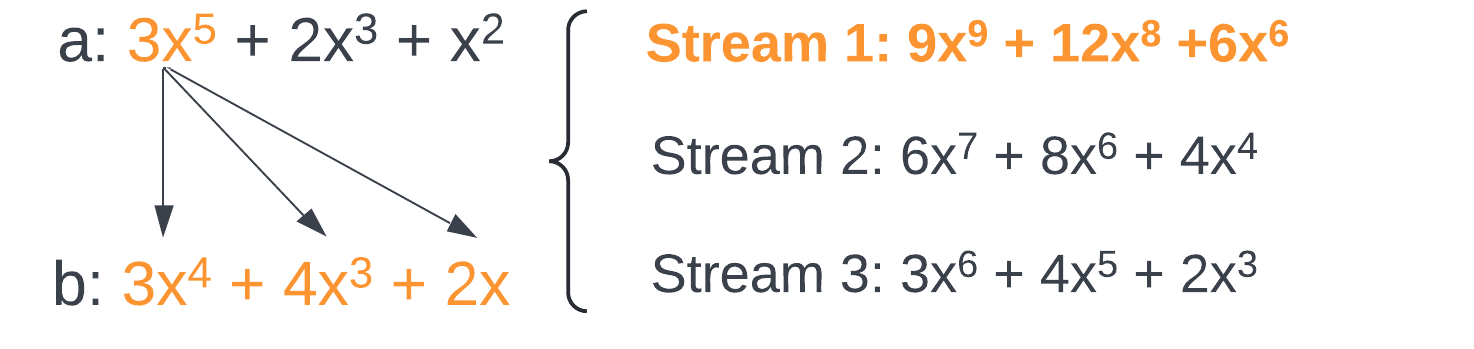 a: 3x⁵ + 2x³ + x²
b: 3x⁴ + 4x³ + 2x
Stream 1: 9x⁹ + 12x⁸ +6x⁶
Stream 2: 6x⁷ + 8x⁶ + 4x⁴
Stream 3: 3x⁶ + 4x⁵ + 2x³